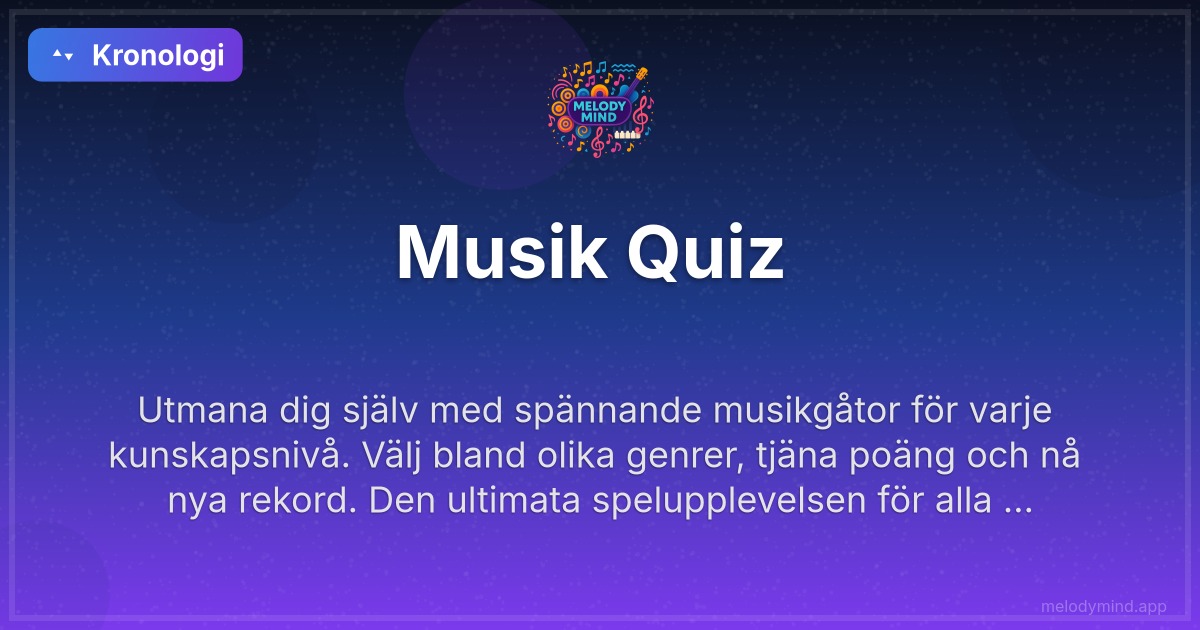 Kronologi
MELODY
MIND
Musik Quiz
Utmana dig själv med spännande musikgåtor för varje
kunskapsnivå. Välj bland olika genrer, tjäna poäng och nå
nya rekord. Den ultimata spelupplevelsen för alla ...
melodymind.app